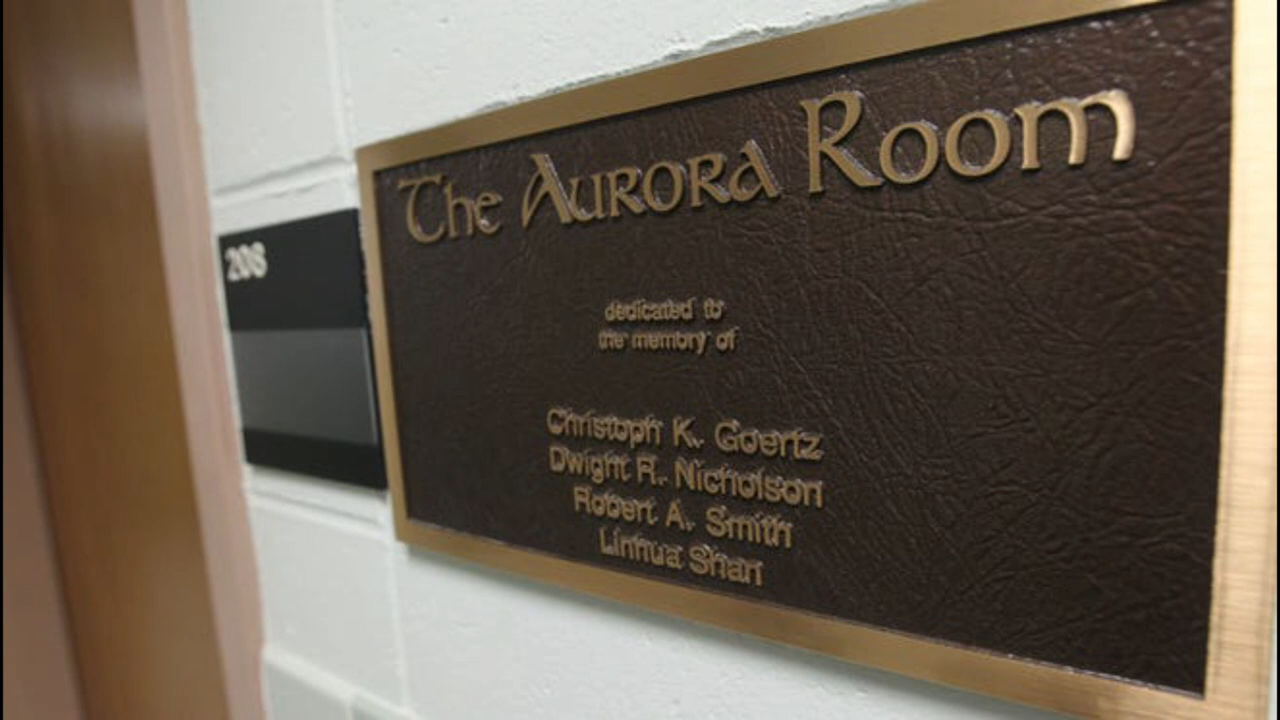 208
The Aurora Room
dedicated to
the memory of
Christoph K. Goertz
Dwight R. Nicholson
Robert A. Smith
Linhua Shan